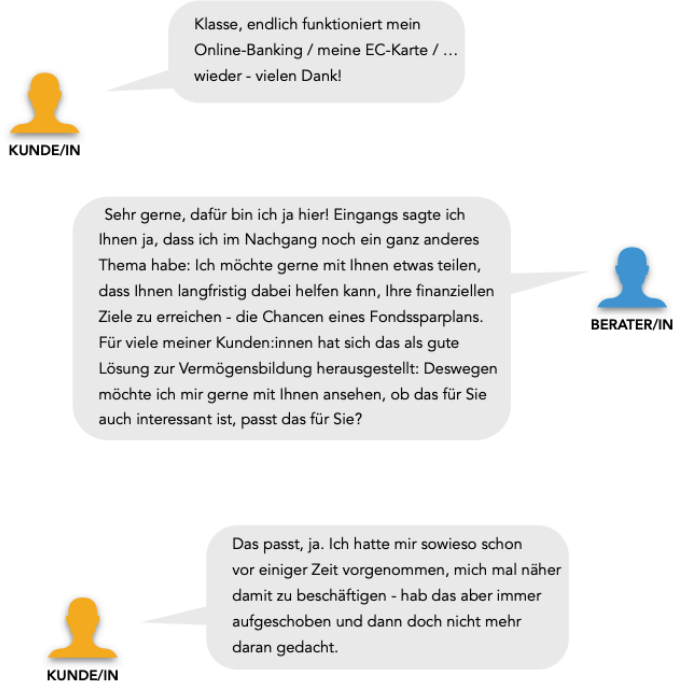 Klasse, endlich funktioniert mein
Online-Banking / meine EC-Karte / ...
wieder - vielen Dank!
KUNDE/IN
Sehr gerne, dafür bin ich ja hier! Eingangs sagte ich
Ihnen ja, dass ich im Nachgang noch ein ganz anderes
Thema habe: Ich möchte gerne mit Ihnen etwas teilen,
dass Ihnen langfristig dabei helfen kann, Ihre finanziellen
Ziele zu erreichen - die Chancen eines Fondssparplans.
Für viele meiner Kunden:innen hat sich das als gute
Lösung zur Vermögensbildung herausgestellt: Deswegen
möchte ich mir gerne mit Ihnen ansehen, ob das für Sie
auch interessant ist, passt das für Sie?
BERATER/IN
Das passt, ja. Ich hatte mir sowieso schon
vor einiger Zeit vorgenommen, mich mal näher
damit zu beschäftigen - hab das aber immer
aufgeschoben und dann doch nicht mehr
daran gedacht.
KUNDE/IN